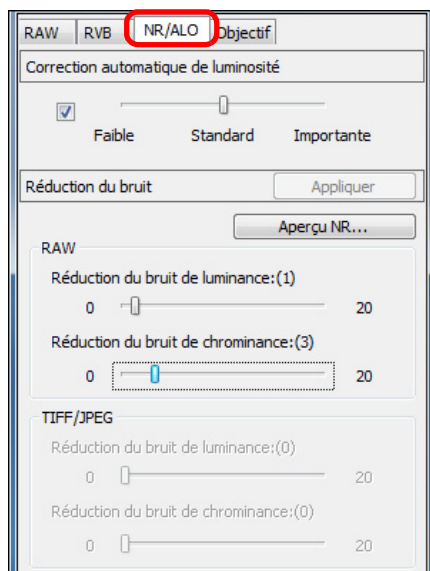 RAW RVB NR/ALO Objectif
Correction automatique de luminosité
Faible Standard Importante
Réduction du bruit Appliquer
Aperçu NR...
RAW
Réduction du bruit de luminance:(1)
0 20
Réduction du bruit de chrominance:(3)
0 20
TIFF/JPEG
Réduction du bruit de luminance:(0)
0 20
Réduction du bruit de chrominance:(0)
0 20